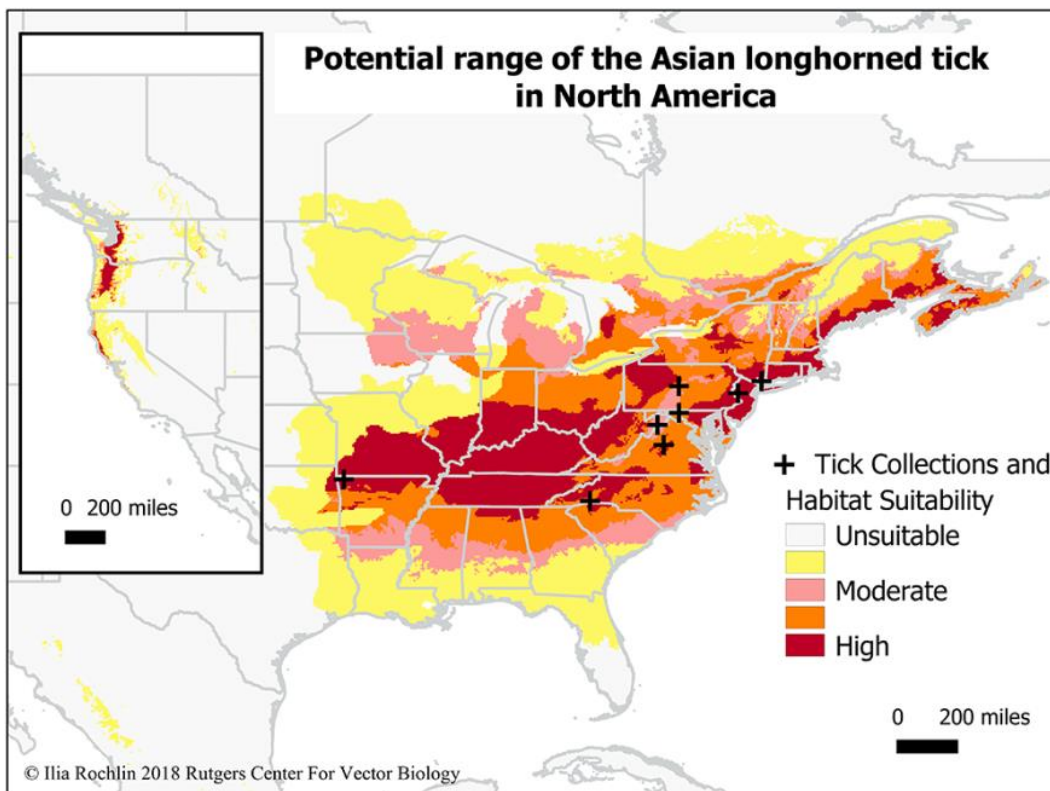 Potential range of the Asian longhorned tick
in North America
0 200 miles
+ Tick Collections and
Habitat Suitability
Unsuitable
Moderate
High
0 200 miles
© Ilia Rochlin 2018 Rutgers Center For Vector Biology